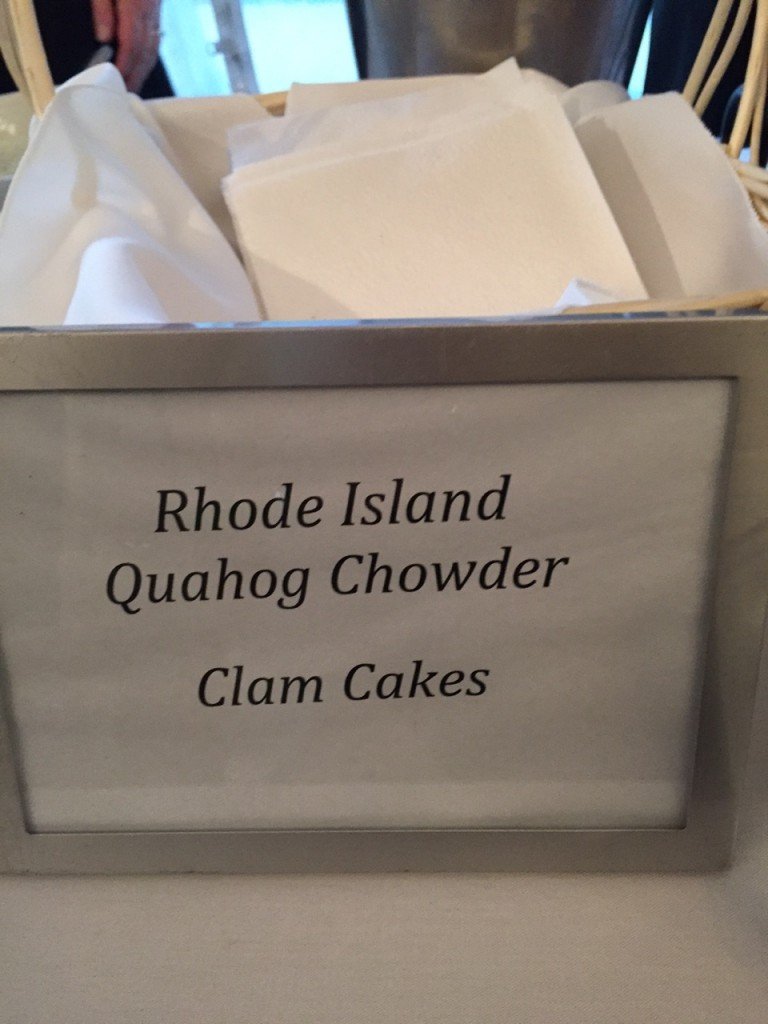 Rhode Island
Quahog Chowder
Clam Cakes